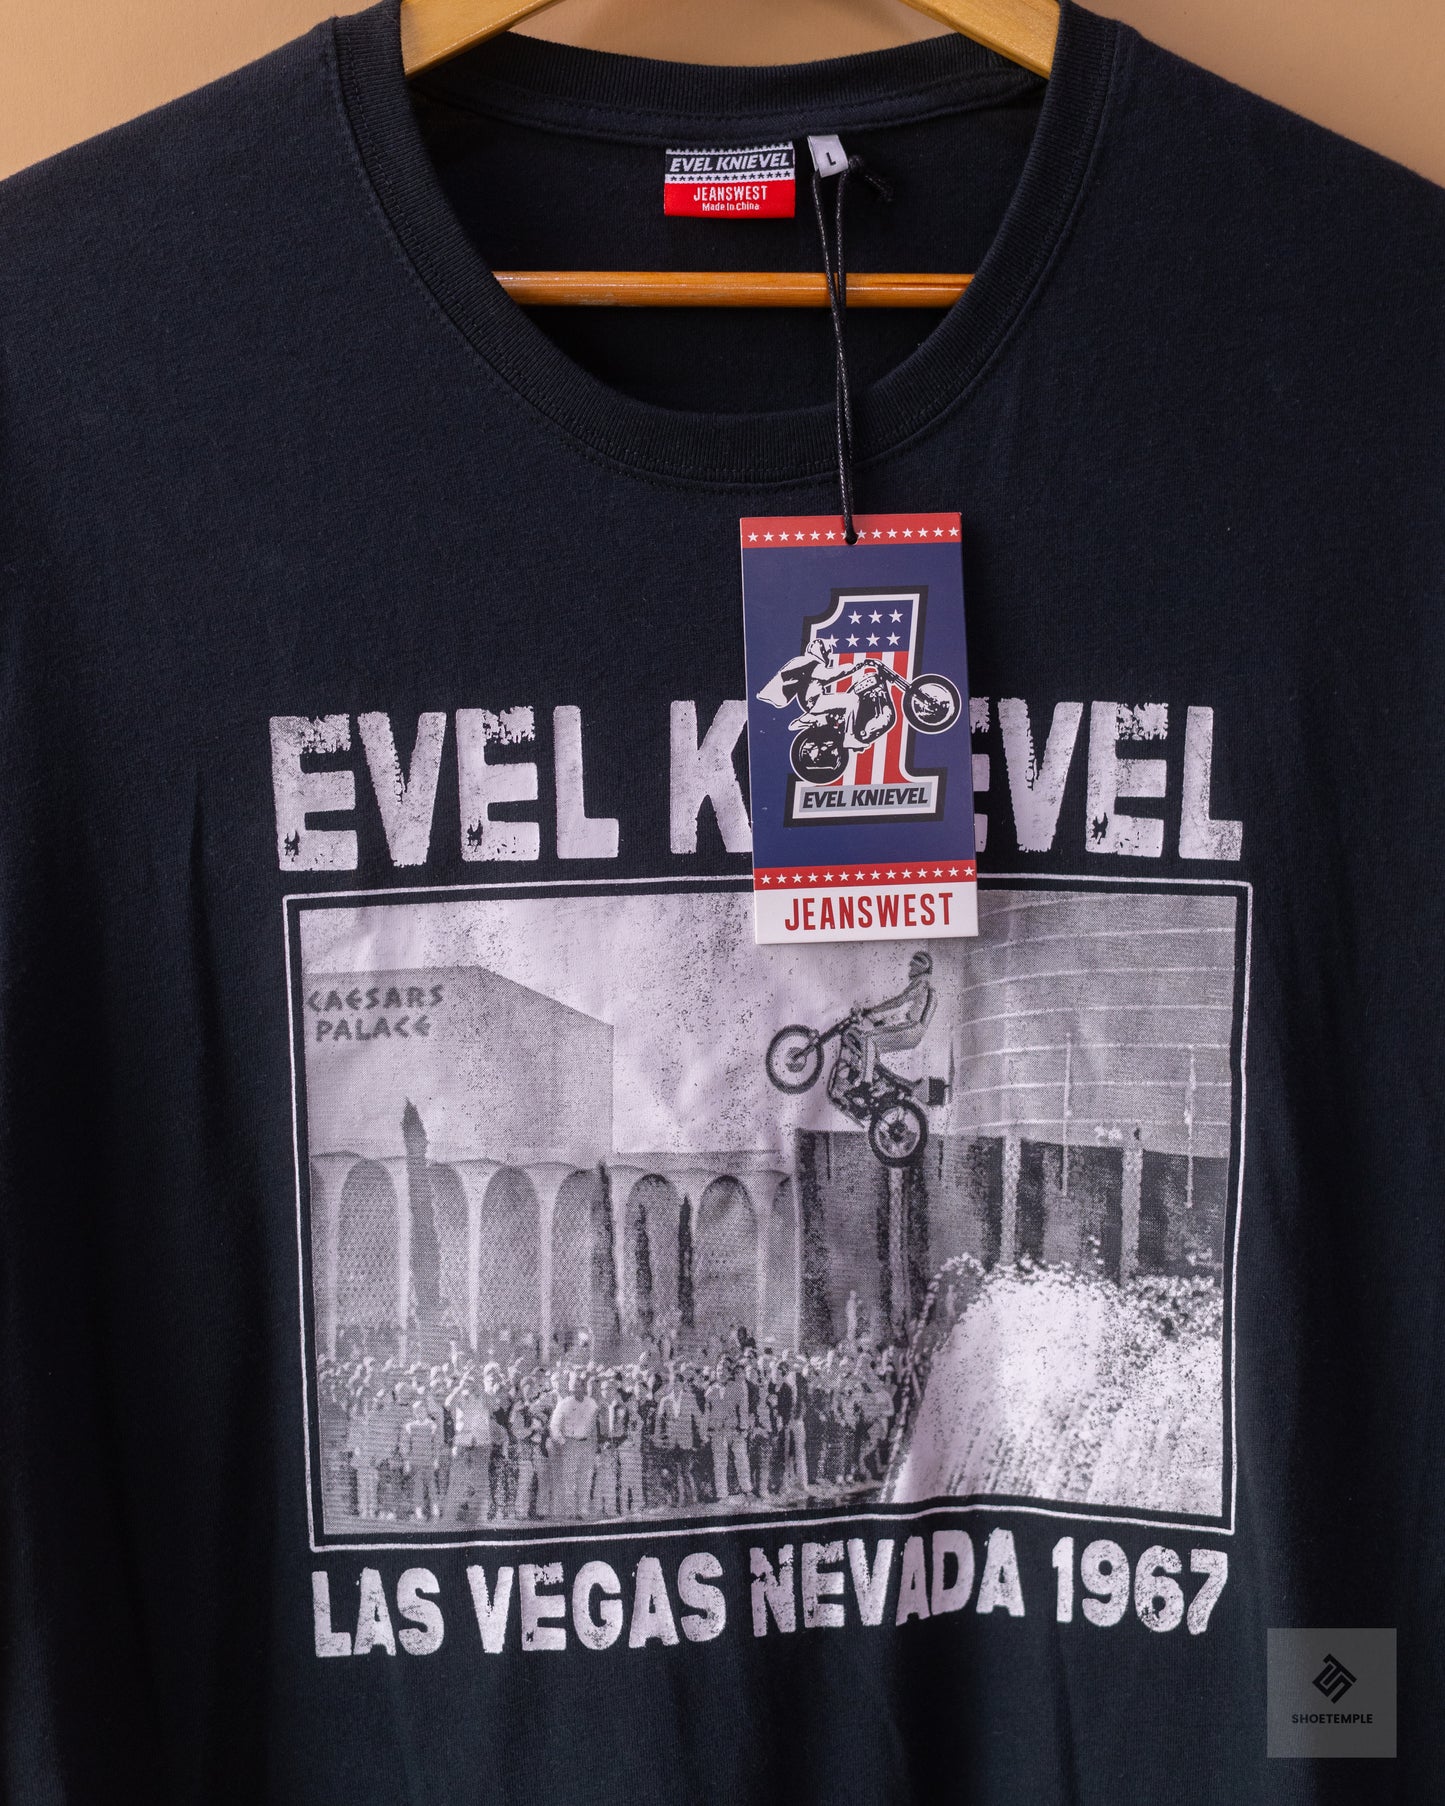 EVEL KNIEVEL
JEANSWEST
Made In China
L
EVEL KNIEVEL
JEANSWEST
EVEL K EVEL
CAESARS
PALACE
LAS VEGAS NEVADA 1967
SHOETEMPLE